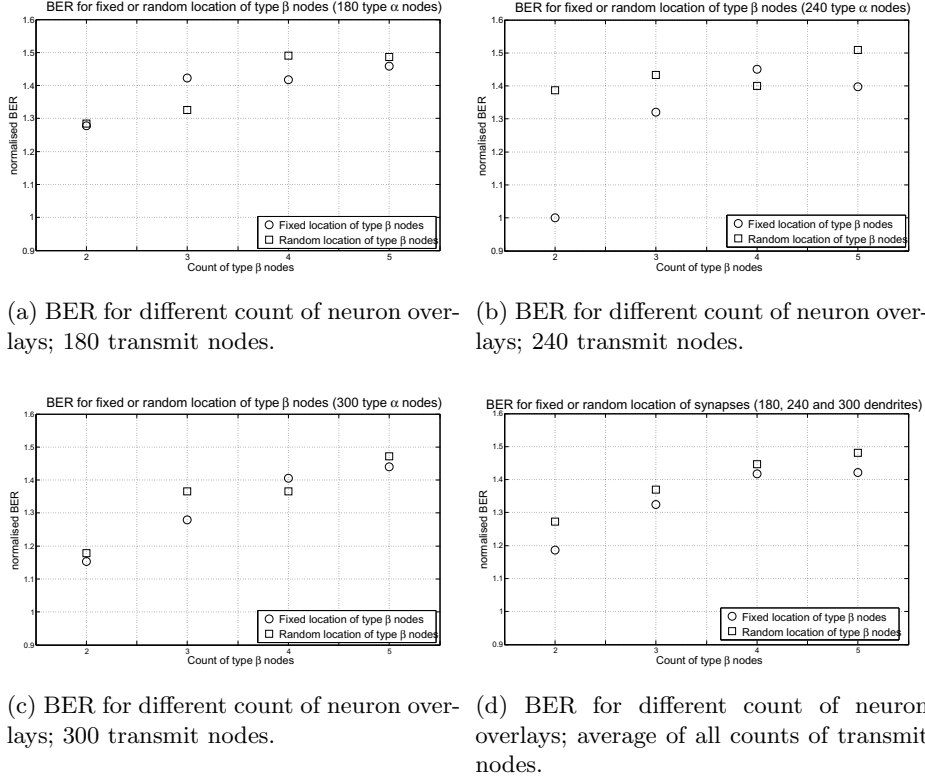 BER for fixed or random location of type β nodes (180 type α nodes)
1.6
1.5
1.4
1.3
1.2
1.1
1
0.9
normalised BER
2 3 4 5
Count of type β nodes
Fixed location of type β nodes
Random location of type β nodes
(a) BER for different count of neuron over-
lays; 180 transmit nodes.
BER for fixed or random location of type β nodes (240 type α nodes)
1.6
1.5
1.4
1.3
1.2
1.1
1
0.9
normalised BER
2 3 4 5
Count of type β nodes
Fixed location of type β nodes
Random location of type β nodes
(b) BER for different count of neuron over-
lays; 240 transmit nodes.
BER for fixed or random location of type β nodes (300 type α nodes)
1.6
1.5
1.4
1.3
1.2
1.1
1
0.9
normalised BER
2 3 4 5
Count of type β nodes
Fixed location of type β nodes
Random location of type β nodes
(c) BER for different count of neuron over-
lays; 300 transmit nodes.
BER for fixed or random location of synapses (180, 240 and 300 dendrites)
1.6
1.5
1.4
1.3
1.2
1.1
1
0.9
normalised BER
2 3 4 5
Count of type β nodes
Fixed location of type β nodes
Random location of type β nodes
(d) BER for different count of neuron
overlays; average of all counts of transmit
nodes.